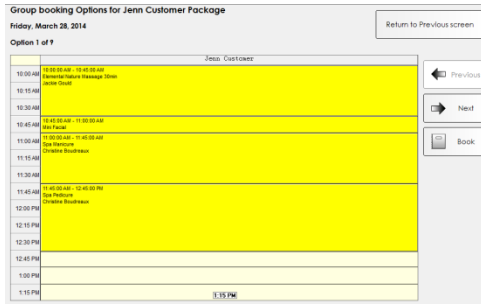 Group booking Options for Jenn Customer Package
Friday, March 28, 2014
Return to Previous screen
Option 1 of 9
Jenn Customer
10:00 AM
10:00:00 AM - 10:45:00 AM
Elemental Nature Massage 30min
Jackie Gould
10:15 AM
10:30 AM
10:45 AM
10:45:00 AM - 11:00:00 AM
Mini Facial
11:00 AM
11:00:00 AM - 11:45:00 AM
Spa Manicure
Christine Boudreaux
11:15 AM
11:30 AM
11:45 AM
11:45:00 AM - 12:45:00 PM
Spa Pedicure
Christine Boudreaux
12:00 PM
12:15 PM
12:30 PM
12:45 PM
1:00 PM
1:15 PM
1:15 PM
Previous
Next
Book